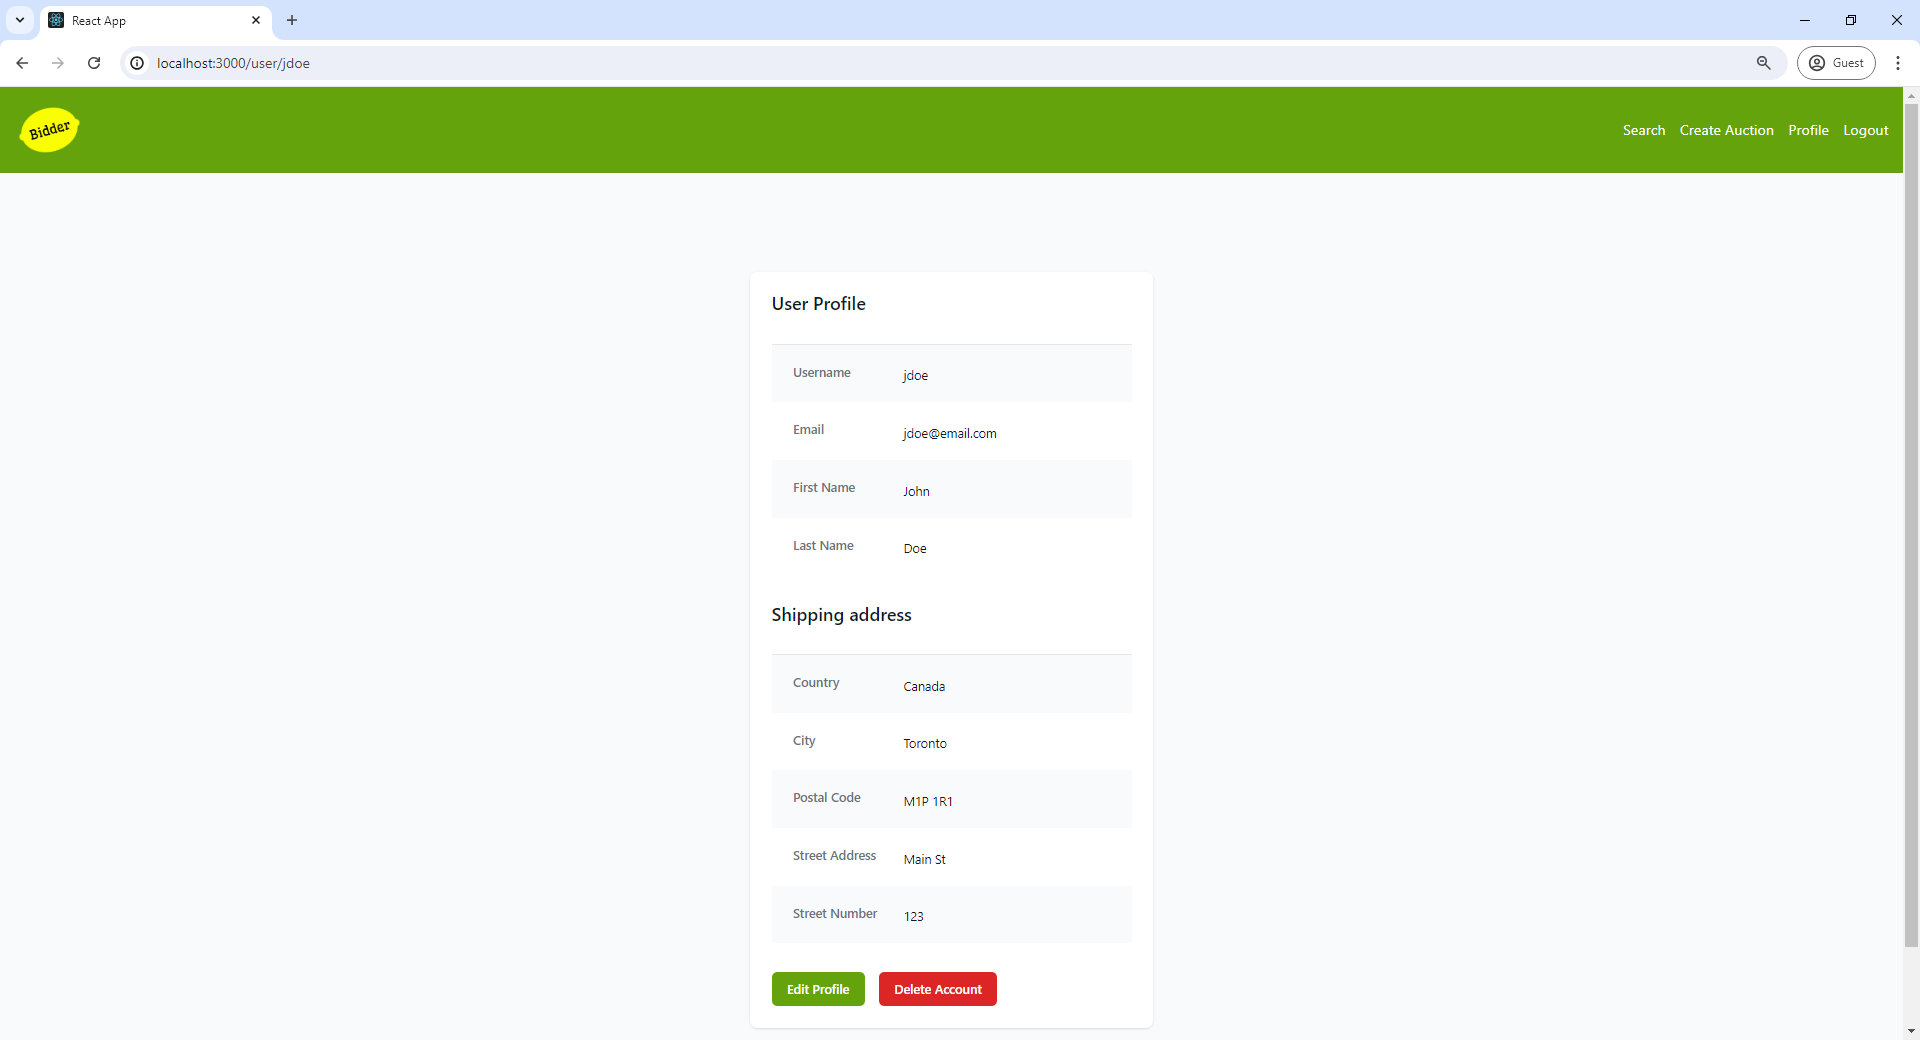 React App
localhost:3000/user/jdoe
Guest
Bidder
Search Create Auction Profile Logout
User Profile
Username jdoe
Email jdoe@email.com
First Name John
Last Name Doe
Shipping address
Country Canada
City Toronto
Postal Code M1P 1R1
Street Address Main St
Street Number 123
Edit Profile Delete Account